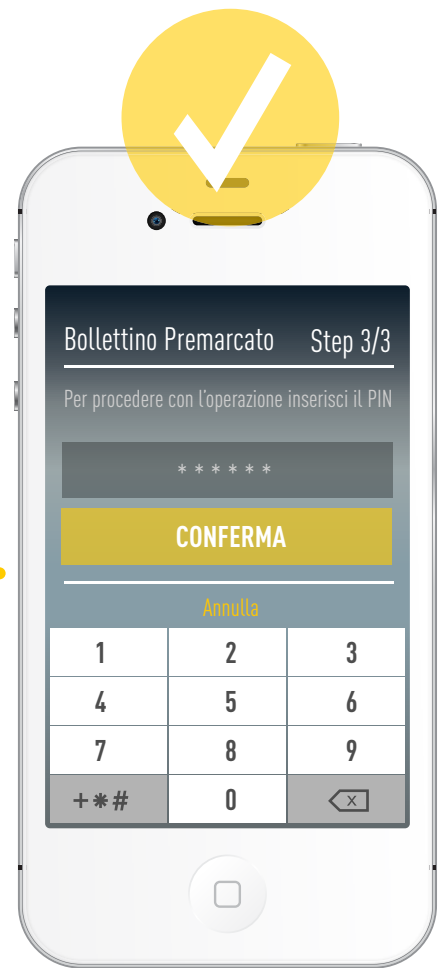 Bollettino Premarcato Step 3/3
Per procedere con l'operazione inserisci il PIN
******
CONFERMA
Annulla
1 2 3
4 5 6
7 8 9
+*# 0 X